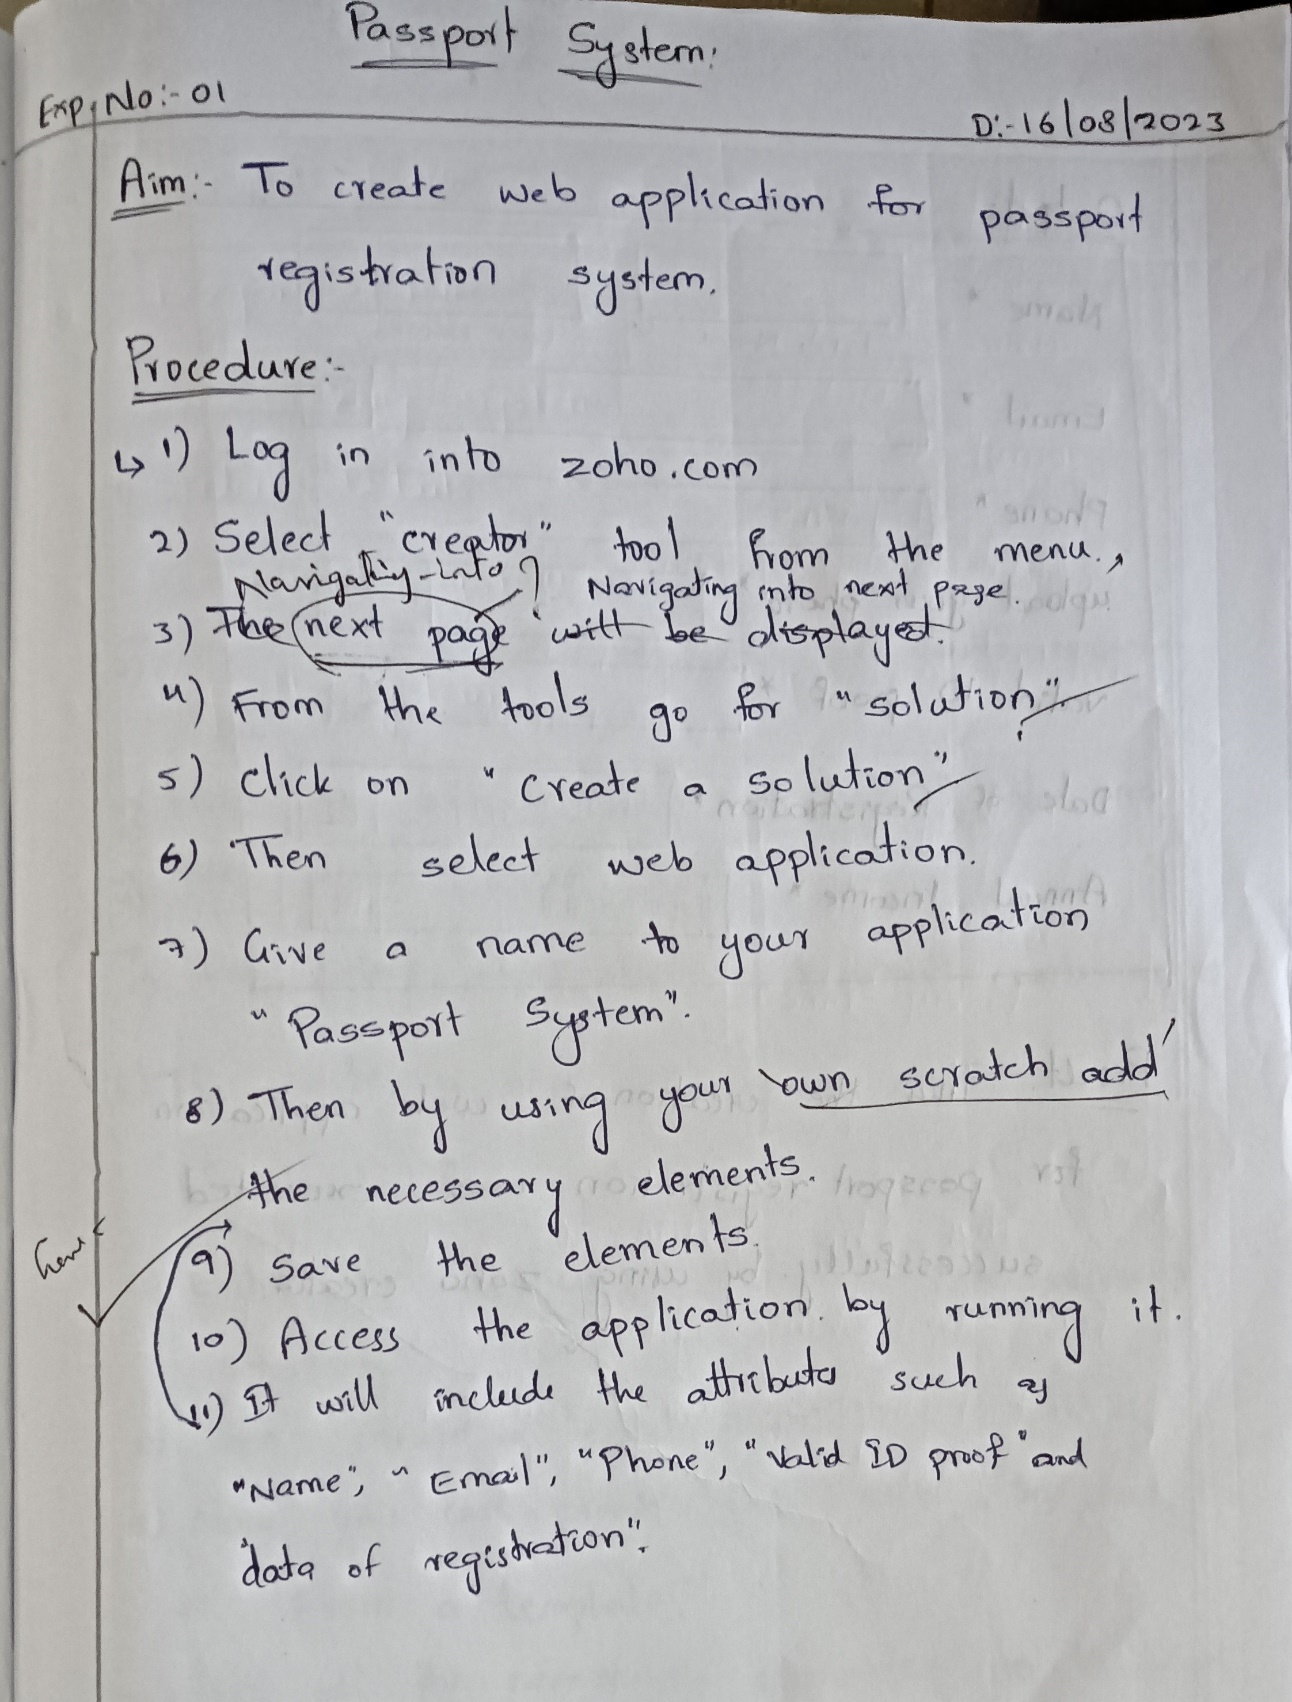 Passport System:
Exp. No:- 01
D:- 16/08/2023
Aim:- To create web application for passport
registration system.
Procedure:-
↳ 1) Log in into zoho.com
2) Select "creator" tool from the menu.,
Navigating-into? Navigating into next page.
3) The next page will be displayed.
4) From the tools go for "solution"
5) Click on "create a solution"
6) Then select web application.
7) Give a name to your application
"Passport System".
8) Then by using your own scratch add
the necessary elements.
here
9) Save the elements.
10) Access the application. by running it.
11) It will include the attributes such as
"Name", "Email", "Phone", "Valid ID proof" and
"data of registration".